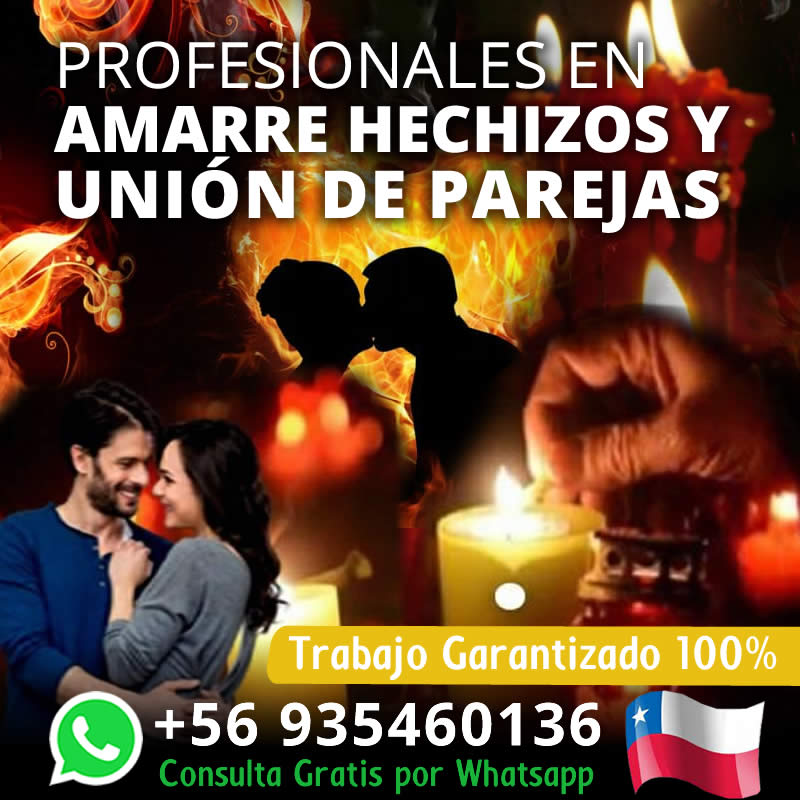 PROFESIONALES EN
AMARRE HECHIZOS Y
UNIÓN DE PAREJAS
Trabajo Garantizado 100%
+56 935460136
Consulta Gratis por Whatsapp